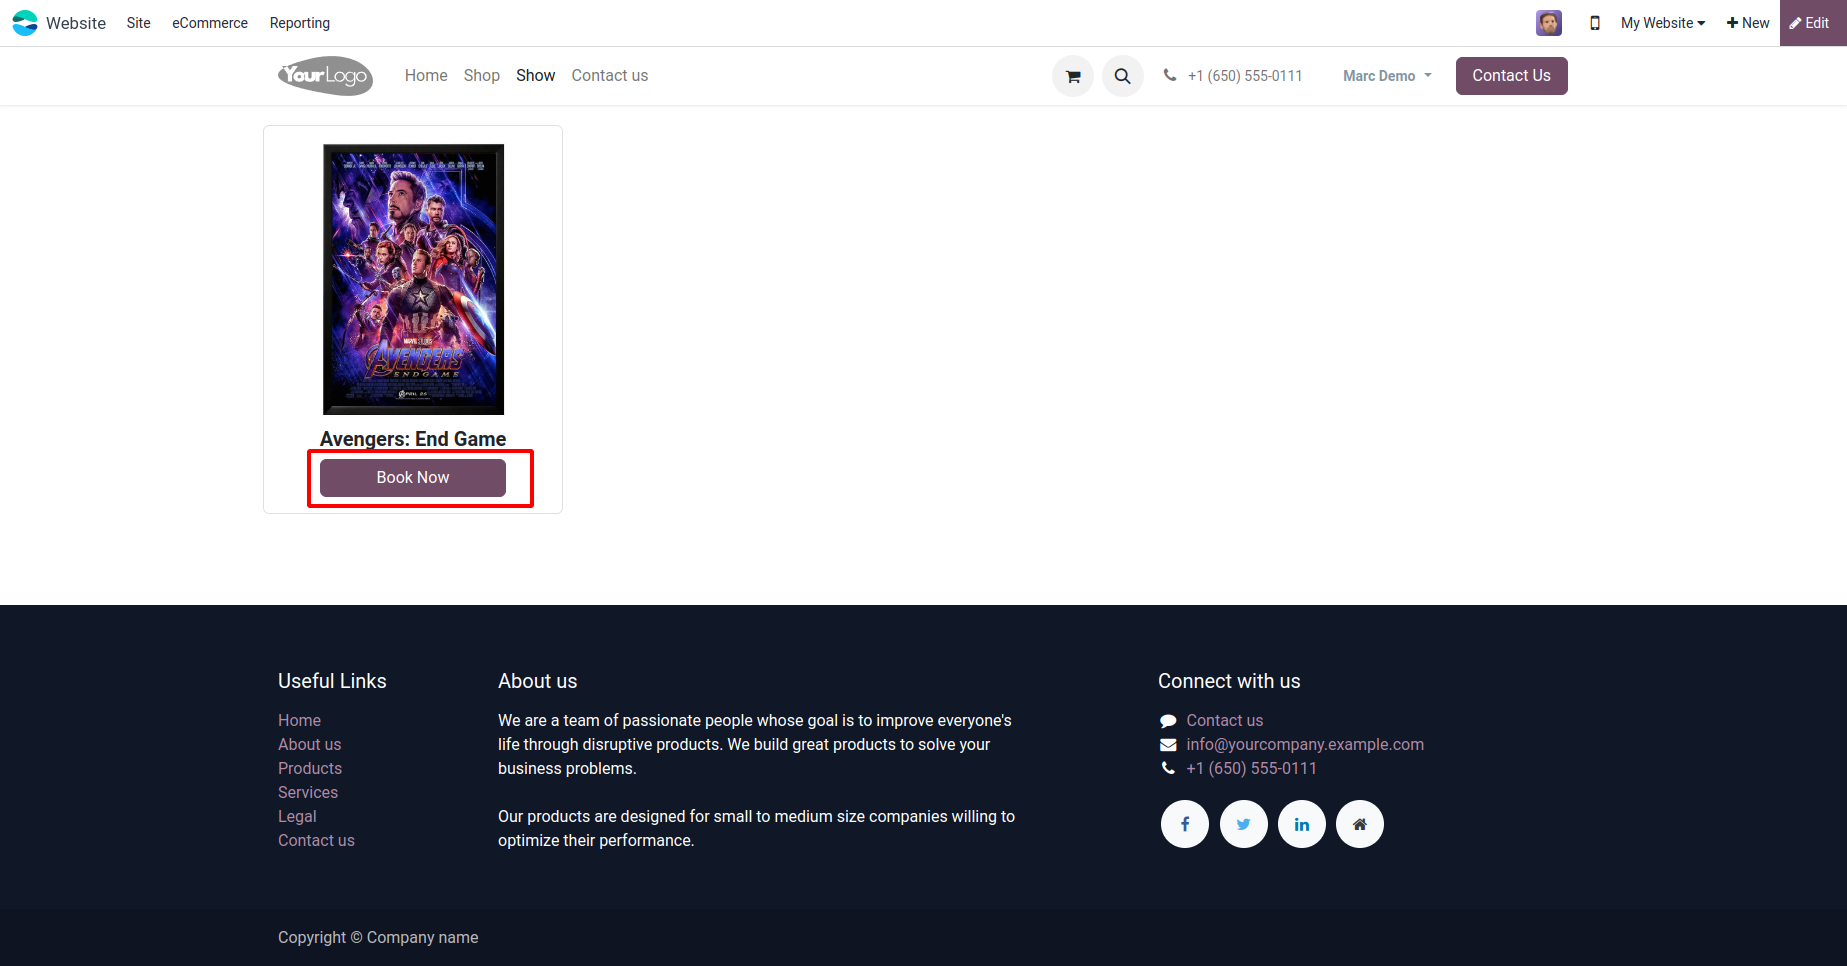 Website Site eCommerce Reporting My Website New Edit
YourLogo Home Shop Show Contact us +1 (650) 555-0111 Marc Demo Contact Us
MARVEL STUDIOS
AVENGERS
ENDGAME
APRIL 26
Avengers: End Game
Book Now
Useful Links
Home
About us
Products
Services
Legal
Contact us
About us
We are a team of passionate people whose goal is to improve everyone's
life through disruptive products. We build great products to solve your
business problems.
Our products are designed for small to medium size companies willing to
optimize their performance.
Connect with us
Contact us
info@yourcompany.example.com
+1 (650) 555-0111
Copyright © Company name